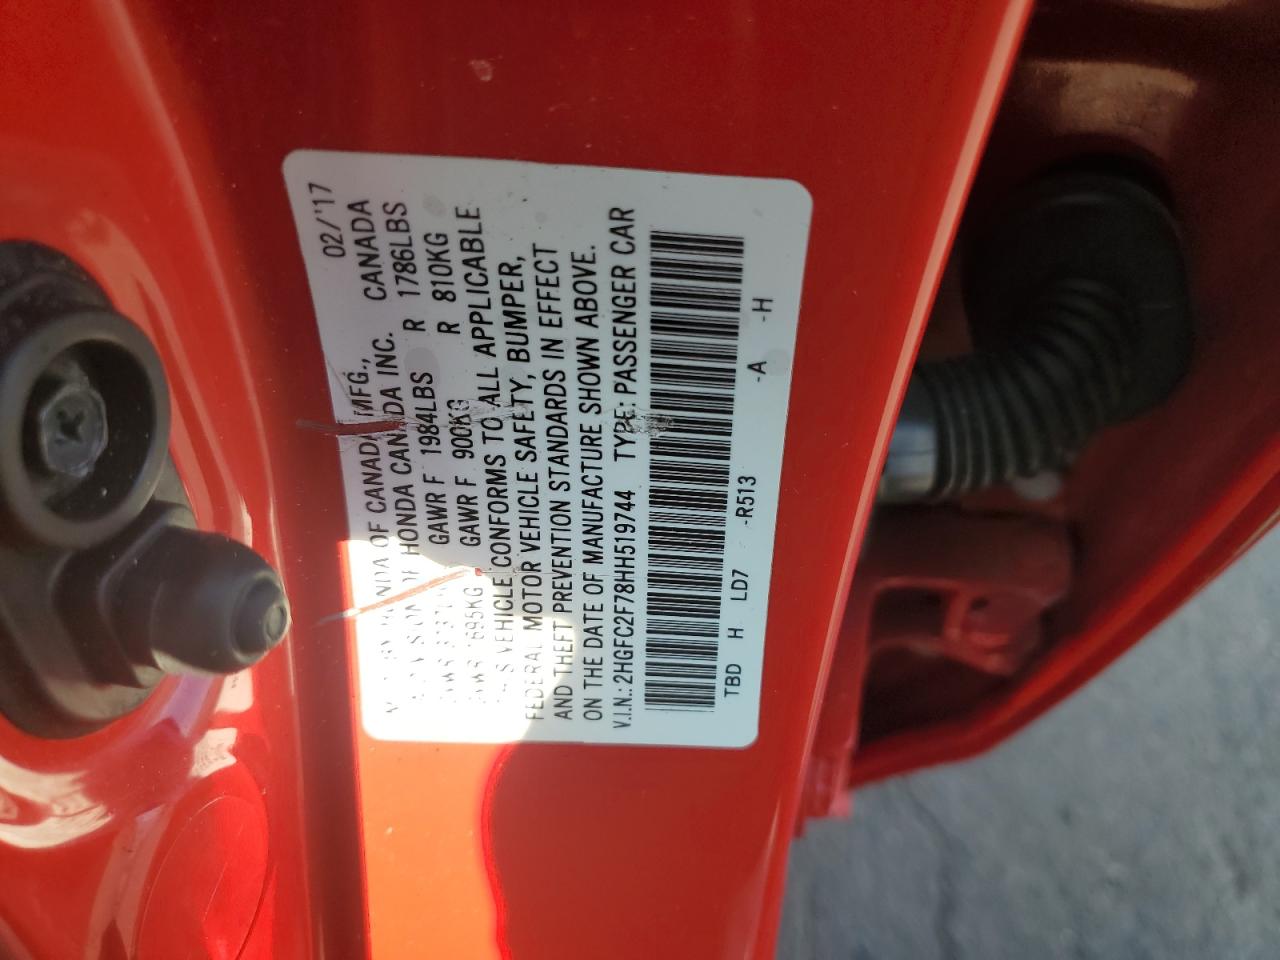 OF CANADA MFG., 02/'17
HONDA CANADA INC. CANADA
GAWR F 1984LBS R 1786LBS
GAWR F 900KG R 810KG
VEHICLE CONFORMS TO ALL APPLICABLE
FEDERAL MOTOR VEHICLE SAFETY, BUMPER,
AND THEFT PREVENTION STANDARDS IN EFFECT
ON THE DATE OF MANUFACTURE SHOWN ABOVE.
V.I.N.: 2HGFC2F78HH519744 TYPE: PASSENGER CAR
TBD H LD7 -R513 -A -H